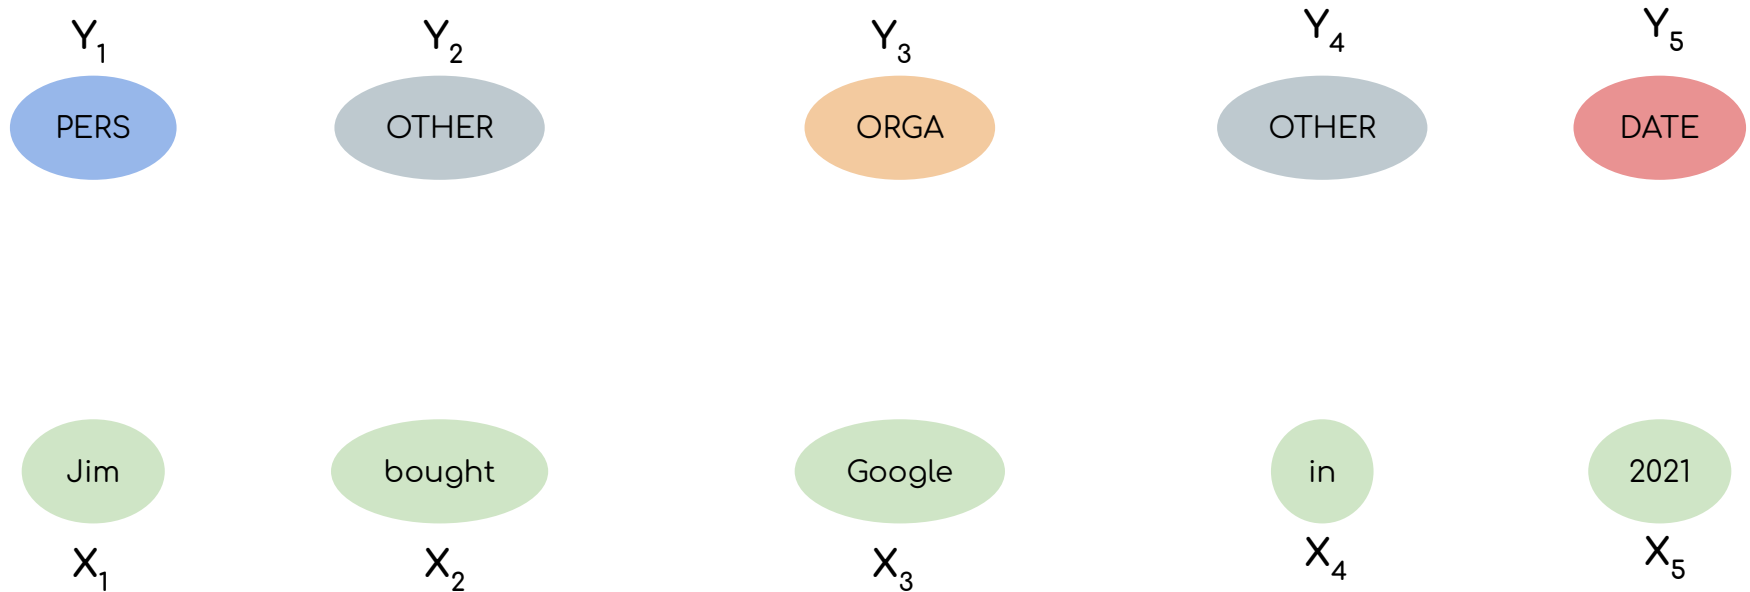 Y1 Y2 Y3 Y4 Y5
PERS OTHER ORGA OTHER DATE
Jim bought Google in 2021
X1 X2 X3 X4 X5